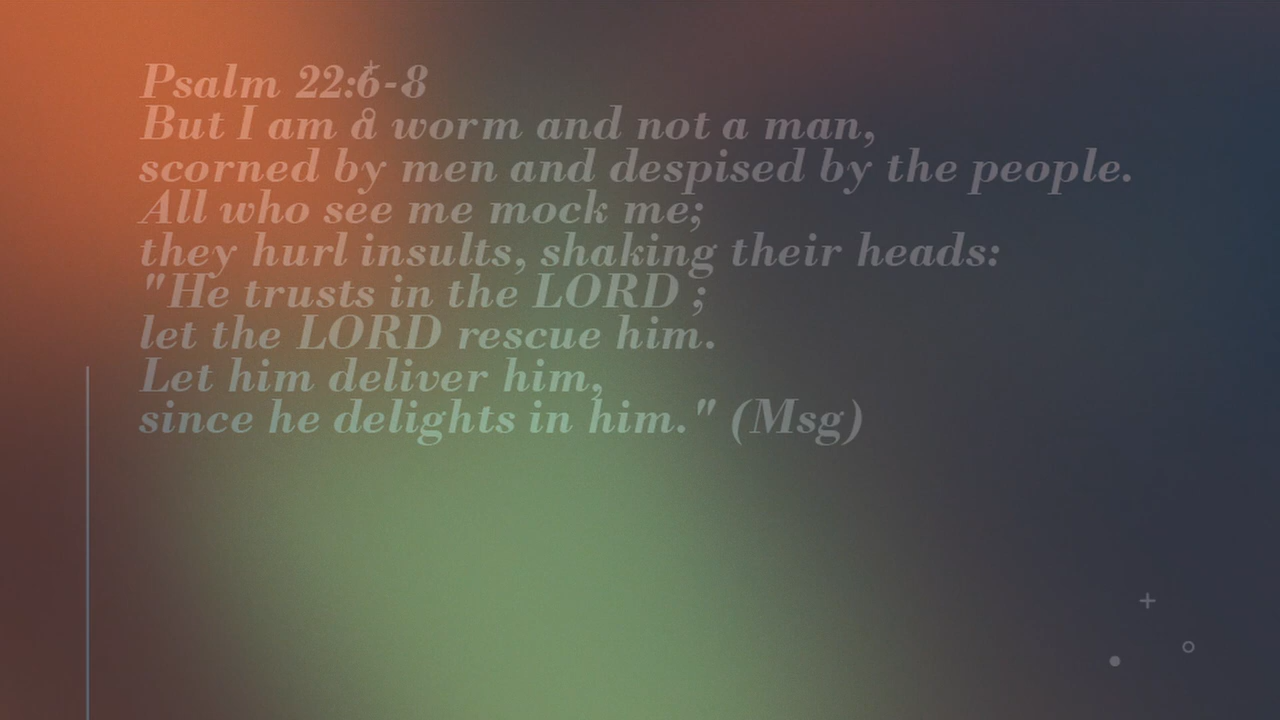 Psalm 22:6-8
But I am a worm and not a man,
scorned by men and despised by the people.
All who see me mock me;
they hurl insults, shaking their heads:
"He trusts in the LORD ;
let the LORD rescue him.
Let him deliver him,
since he delights in him." (Msg)